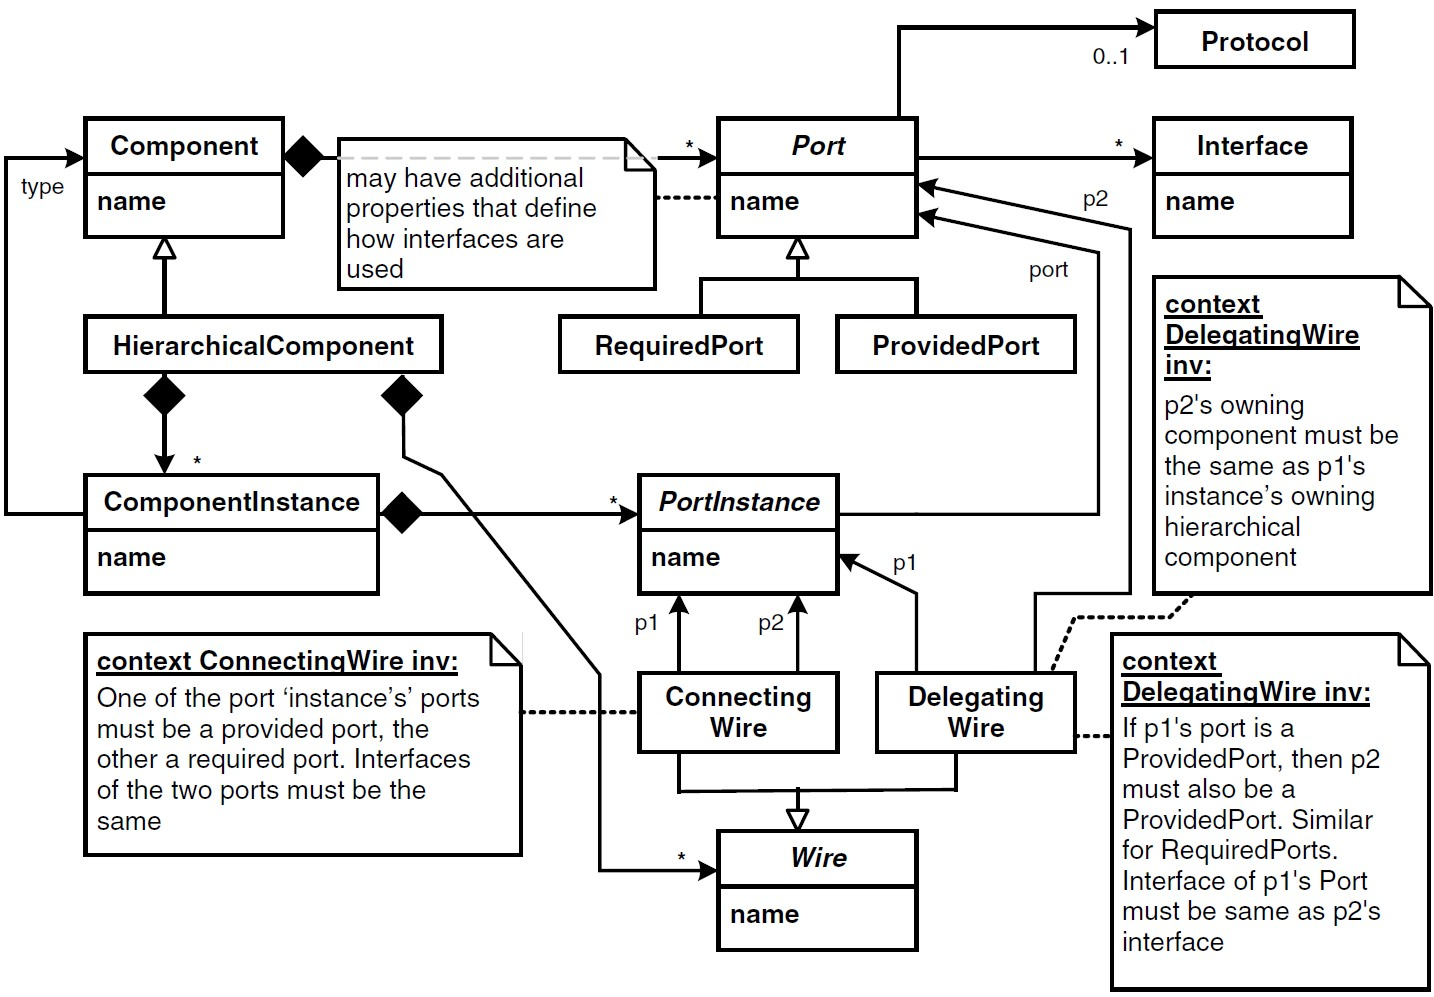 Protocol
0..1
Component
name
type
*
Port
name
*
Interface
name
may have additional
properties that define
how interfaces are
used
p2
port
HierarchicalComponent
RequiredPort
ProvidedPort
context
DelegatingWire
inv:
p2's owning
component must be
the same as p1's
instance’s owning
hierarchical
component
*
ComponentInstance
name
*
PortInstance
name
p1
p1
p2
context ConnectingWire inv:
One of the port ‘instance’s’ ports
must be a provided port, the
other a required port. Interfaces
of the two ports must be the
same
Connecting
Wire
Delegating
Wire
context
DelegatingWire inv:
If p1's port is a
ProvidedPort, then p2
must also be a
ProvidedPort. Similar
for RequiredPorts.
Interface of p1's Port
must be same as p2's
interface
*
Wire
name